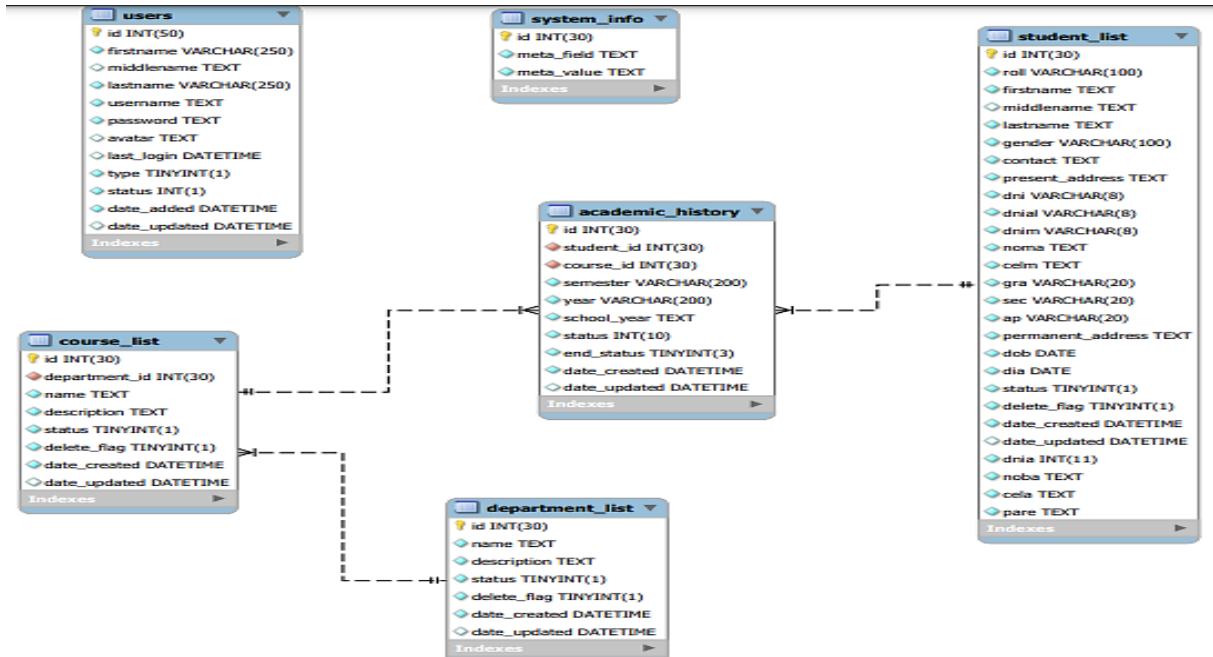 users
id INT(50)
firstname VARCHAR(250)
middlename TEXT
lastname VARCHAR(250)
username TEXT
password TEXT
avatar TEXT
last_login DATETIME
type TINYINT(1)
status INT(1)
date_added DATETIME
date_updated DATETIME
Indexes
system_info
id INT(30)
meta_field TEXT
meta_value TEXT
Indexes
student_list
id INT(30)
roll VARCHAR(100)
firstname TEXT
middlename TEXT
lastname TEXT
gender VARCHAR(100)
contact TEXT
present_address TEXT
dni VARCHAR(8)
dnial VARCHAR(8)
dnim VARCHAR(8)
noma TEXT
celm TEXT
gra VARCHAR(20)
sec VARCHAR(20)
ap VARCHAR(20)
permanent_address TEXT
dob DATE
dia DATE
status TINYINT(1)
delete_flag TINYINT(1)
date_created DATETIME
date_updated DATETIME
dnia INT(11)
noba TEXT
cela TEXT
pare TEXT
Indexes
academic_history
id INT(30)
student_id INT(30)
course_id INT(30)
semester VARCHAR(200)
year VARCHAR(200)
school_year TEXT
status INT(10)
end_status TINYINT(3)
date_created DATETIME
date_updated DATETIME
Indexes
course_list
id INT(30)
department_id INT(30)
name TEXT
description TEXT
status TINYINT(1)
delete_flag TINYINT(1)
date_created DATETIME
date_updated DATETIME
Indexes
department_list
id INT(30)
name TEXT
description TEXT
status TINYINT(1)
delete_flag TINYINT(1)
date_created DATETIME
date_updated DATETIME
Indexes